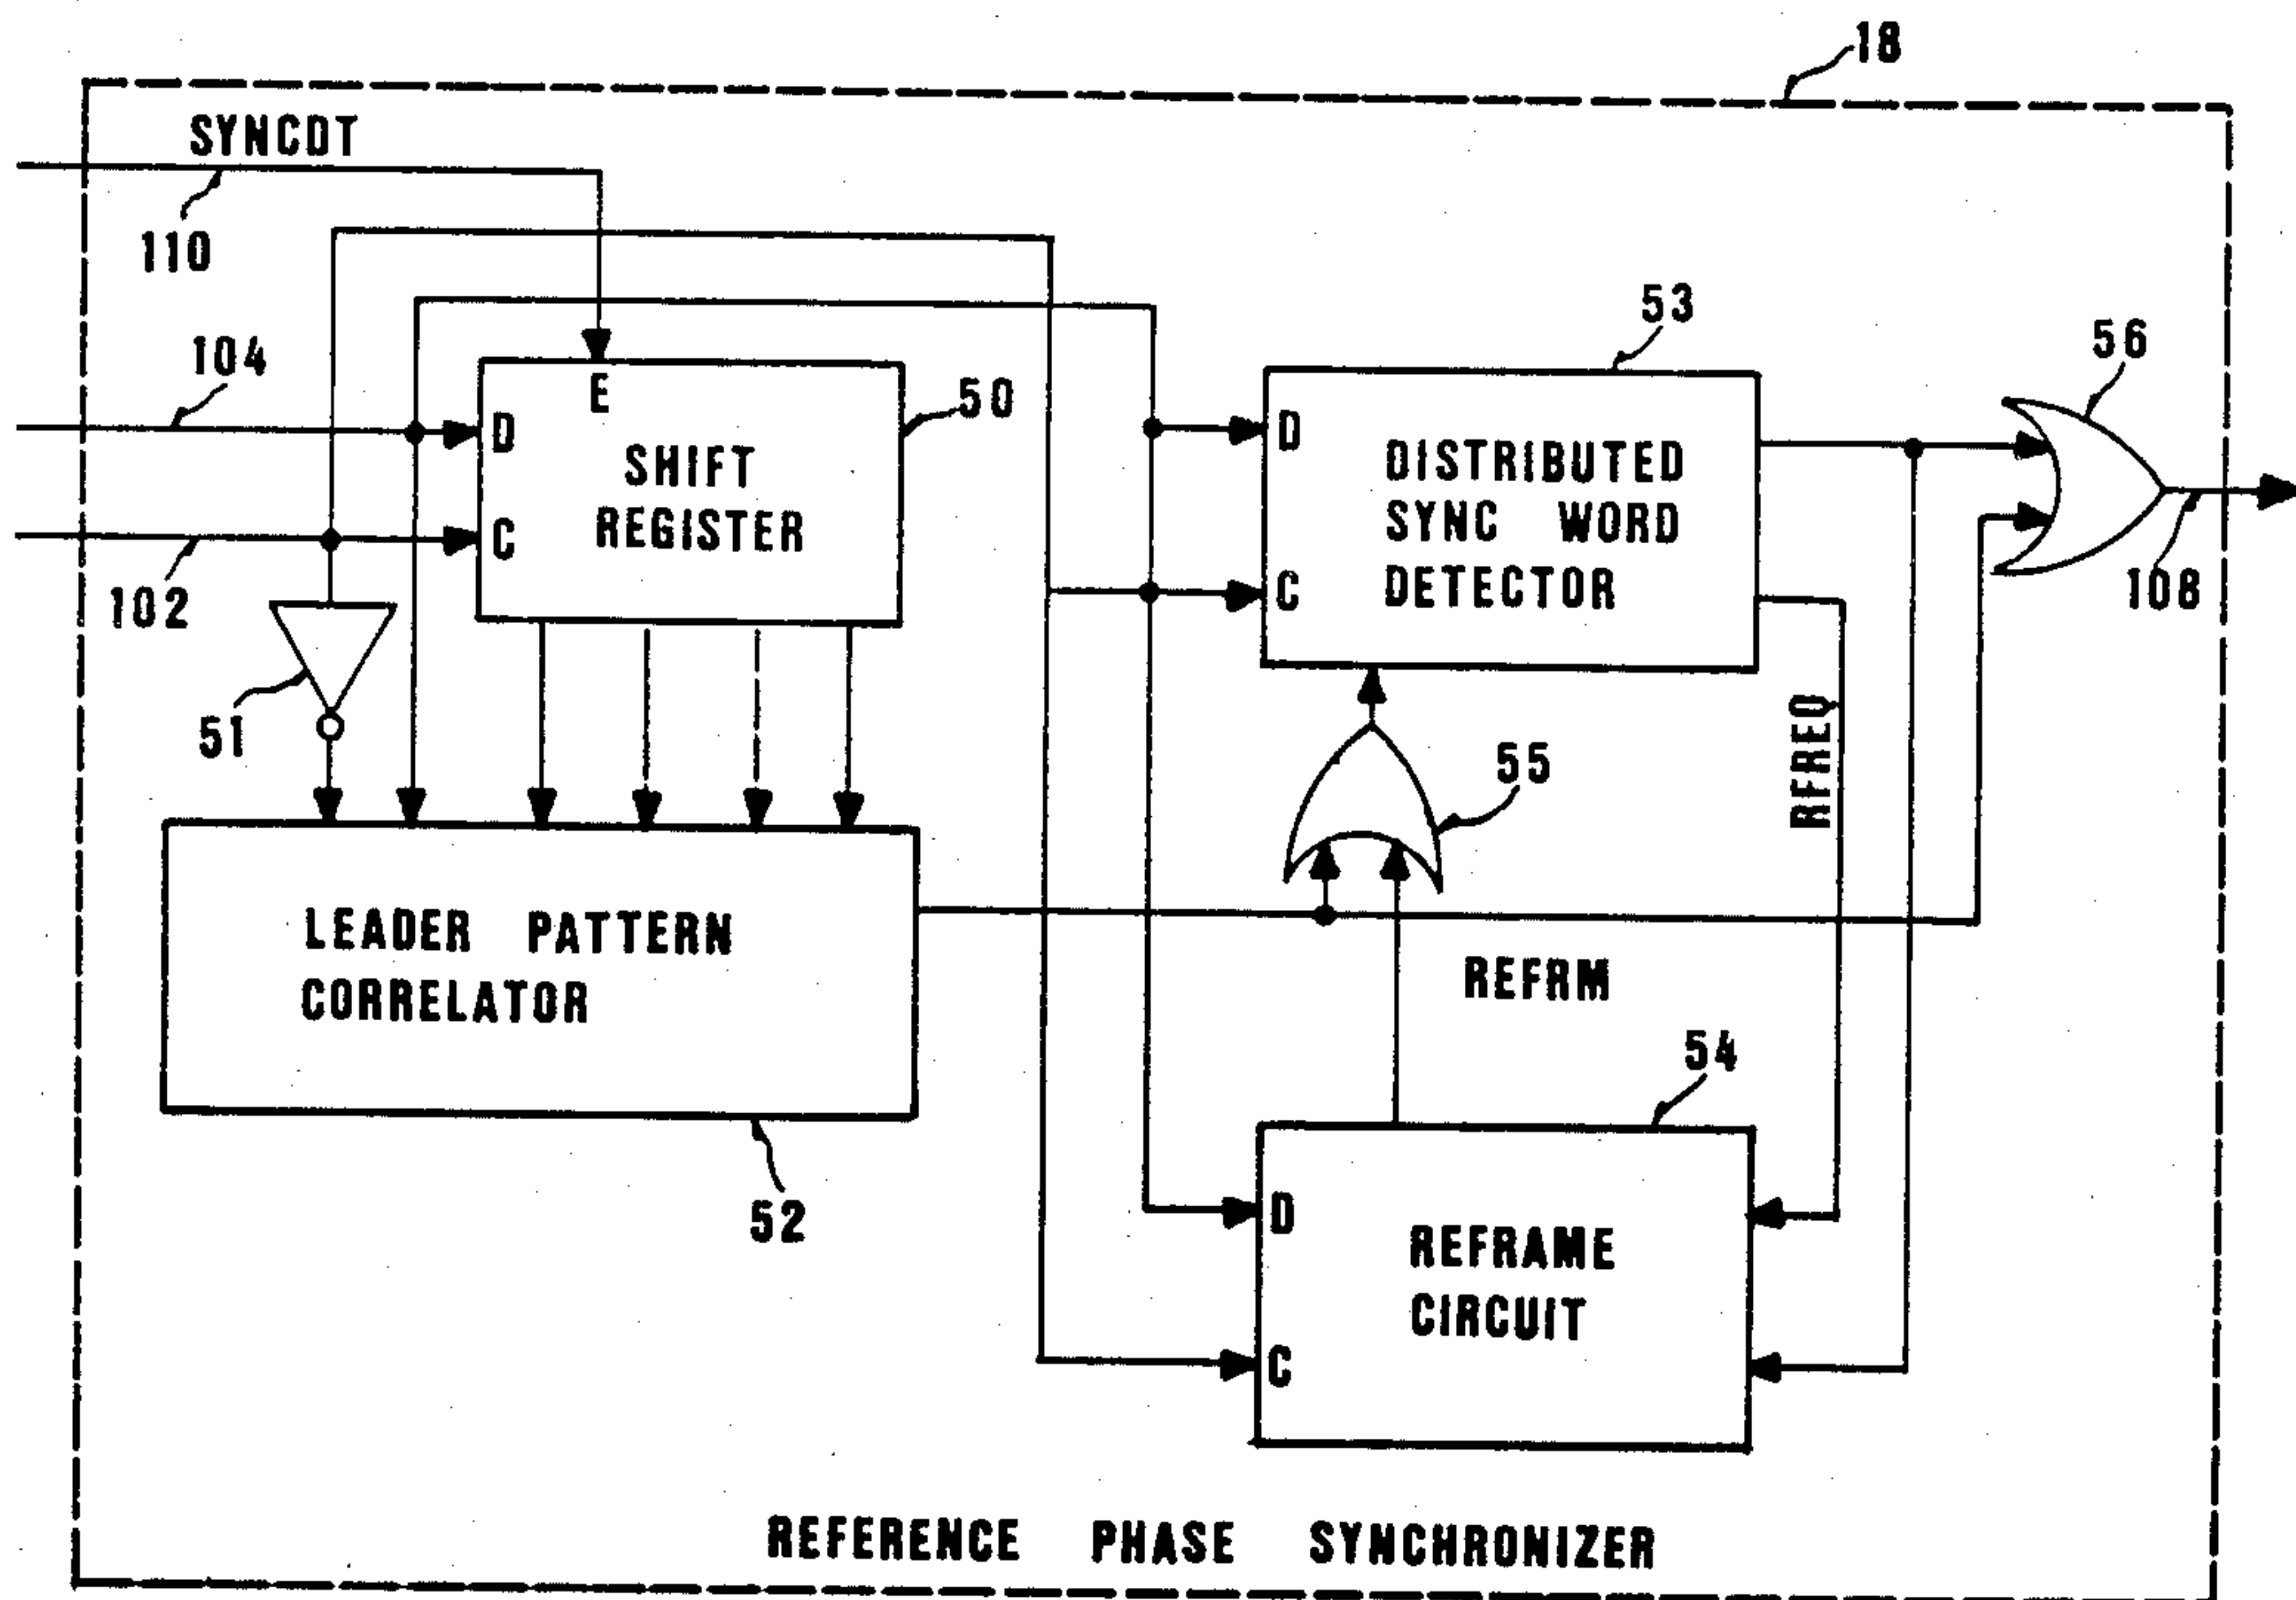 18
SYNCDT
110
104
E
D
50
SHIFT
REGISTER
C
102
51
53
D
DISTRIBUTED
SYNC WORD
DETECTOR
C
56
108
55
RFREQ
LEADER PATTERN
CORRELATOR
REFRM
52
54
D
REFRAME
CIRCUIT
C
REFERENCE PHASE SYNCHRONIZER